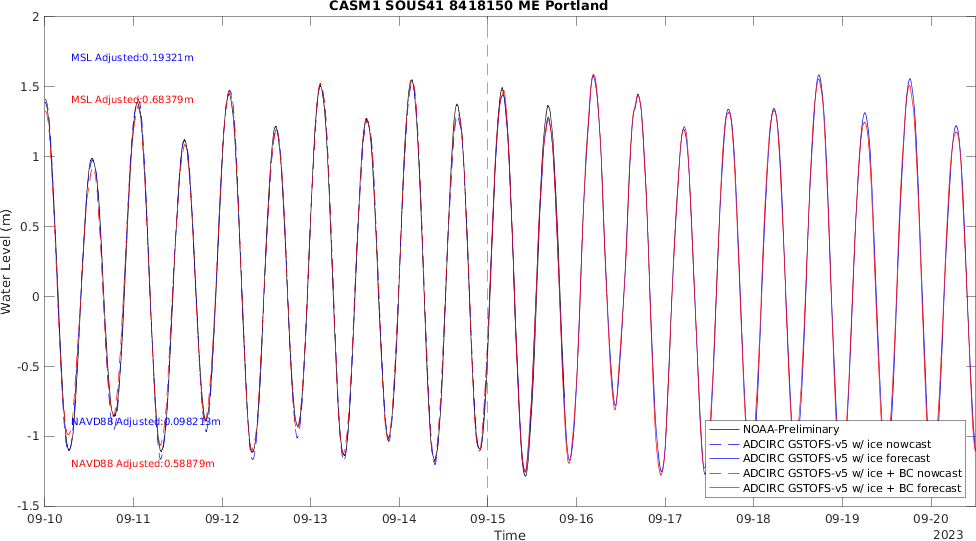 CASM1 SOUS41 8418150 ME Portland
2
1.5
1
0.5
0
-0.5
-1
-1.5
Water Level (m)
MSL Adjusted:0.19321m
MSL Adjusted:0.68379m
NAVD88 Adjusted:0.098213m
NAVD88 Adjusted:0.58879m
NOAA-Preliminary
ADCIRC GSTOFS-v5 w/ ice nowcast
ADCIRC GSTOFS-v5 w/ ice forecast
ADCIRC GSTOFS-v5 w/ ice + BC nowcast
ADCIRC GSTOFS-v5 w/ ice + BC forecast
09-10 09-11 09-12 09-13 09-14 09-15 09-16 09-17 09-18 09-19 09-20
Time
2023